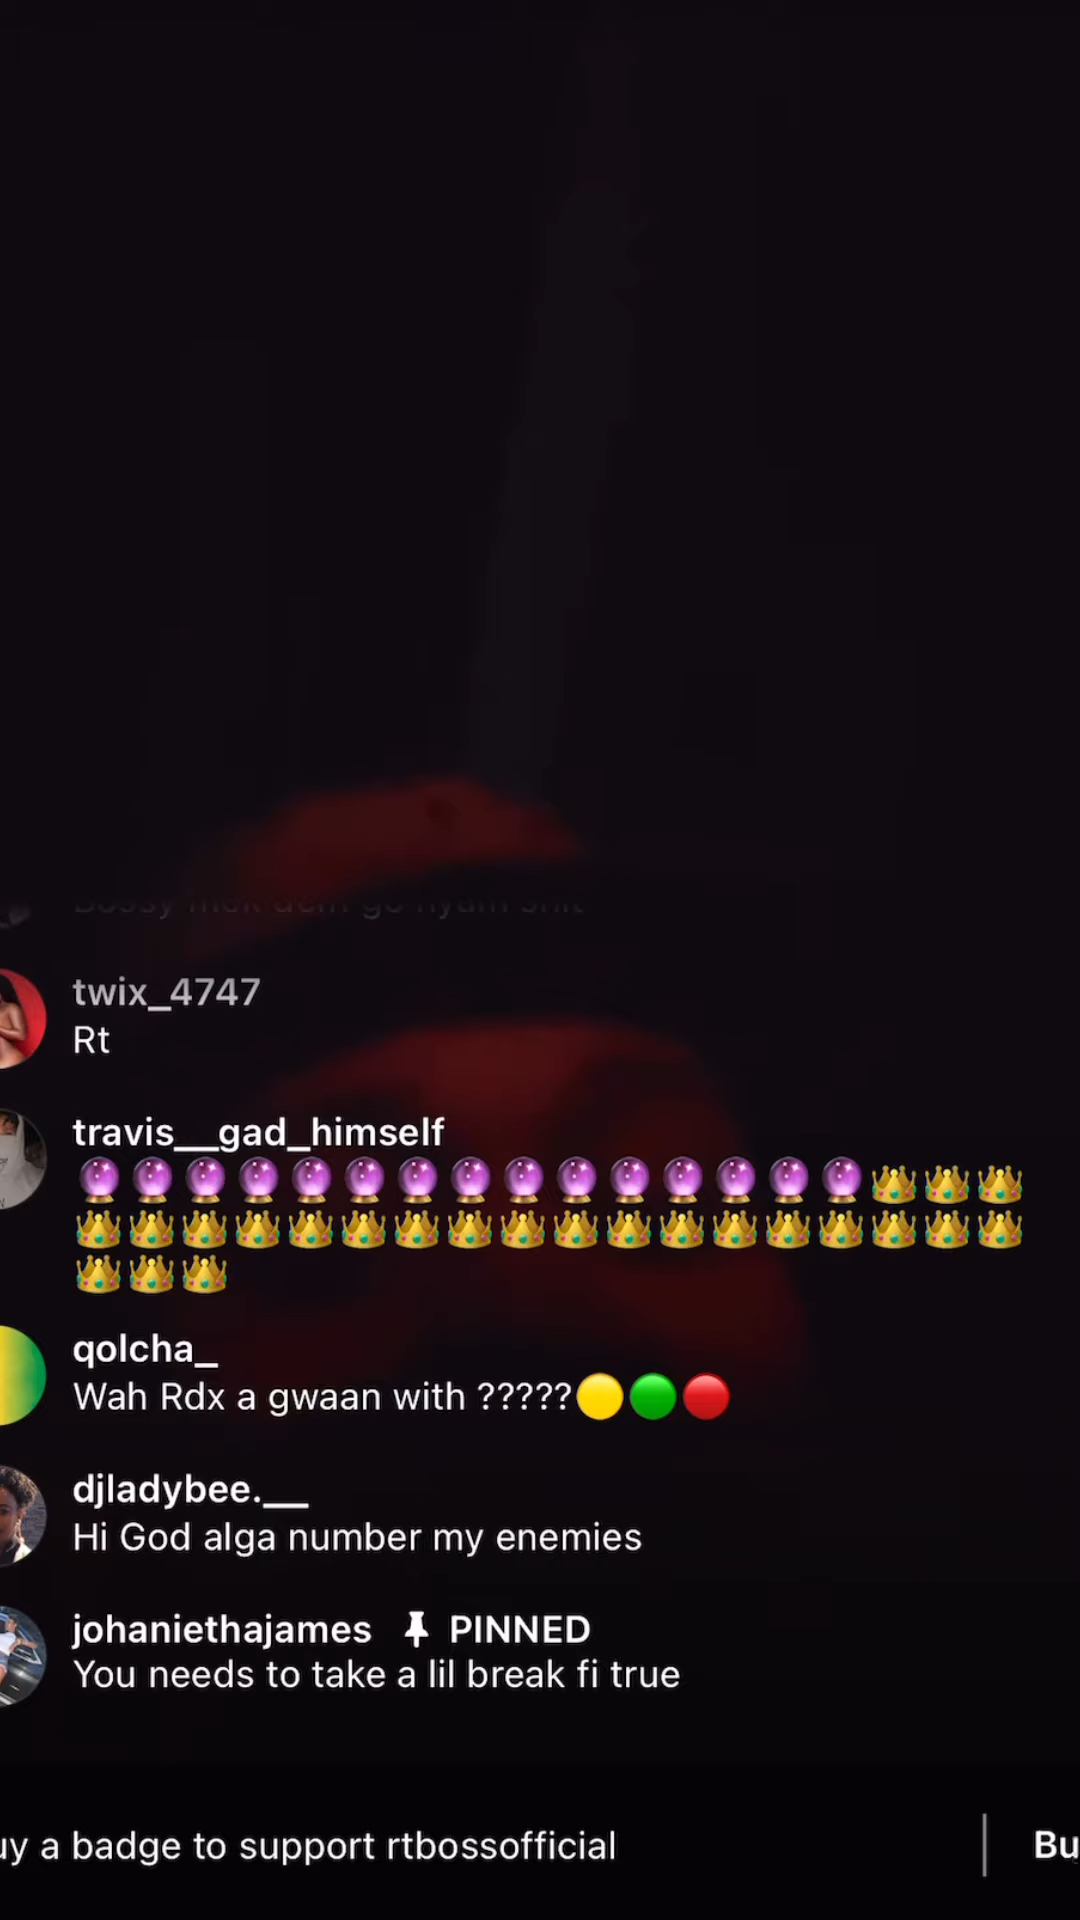 twix_4747
Rt
travis__gad_himself
🔮🔮🔮🔮🔮🔮🔮🔮🔮🔮🔮🔮🔮🔮🔮👑👑👑
👑👑👑👑👑👑👑👑👑👑👑👑👑👑👑👑👑👑
👑👑👑
qolcha_
Wah Rdx a gwaan with ?????🟡🟢🔴
djladybee.__
Hi God alga number my enemies
johaniethajames 📌 PINNED
You needs to take a lil break fi true
uy a badge to support rtbossofficial | Bu